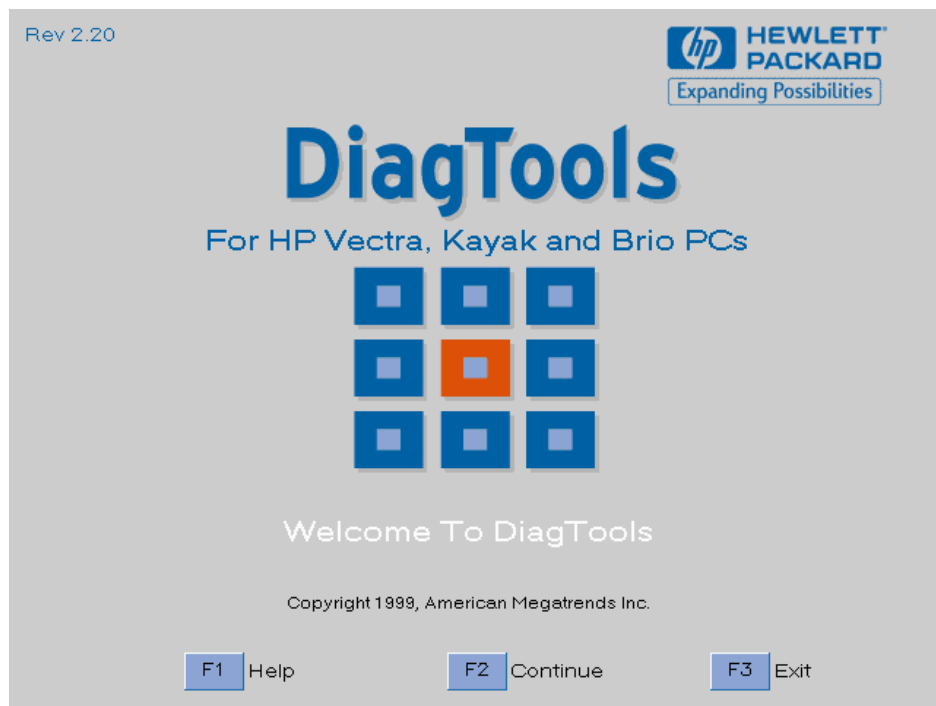 Rev 2.20
hp HEWLETT
PACKARD
Expanding Possibilities
DiagTools
For HP Vectra, Kayak and Brio PCs
Welcome To DiagTools
Copyright 1999, American Megatrends Inc.
F1 Help F2 Continue F3 Exit